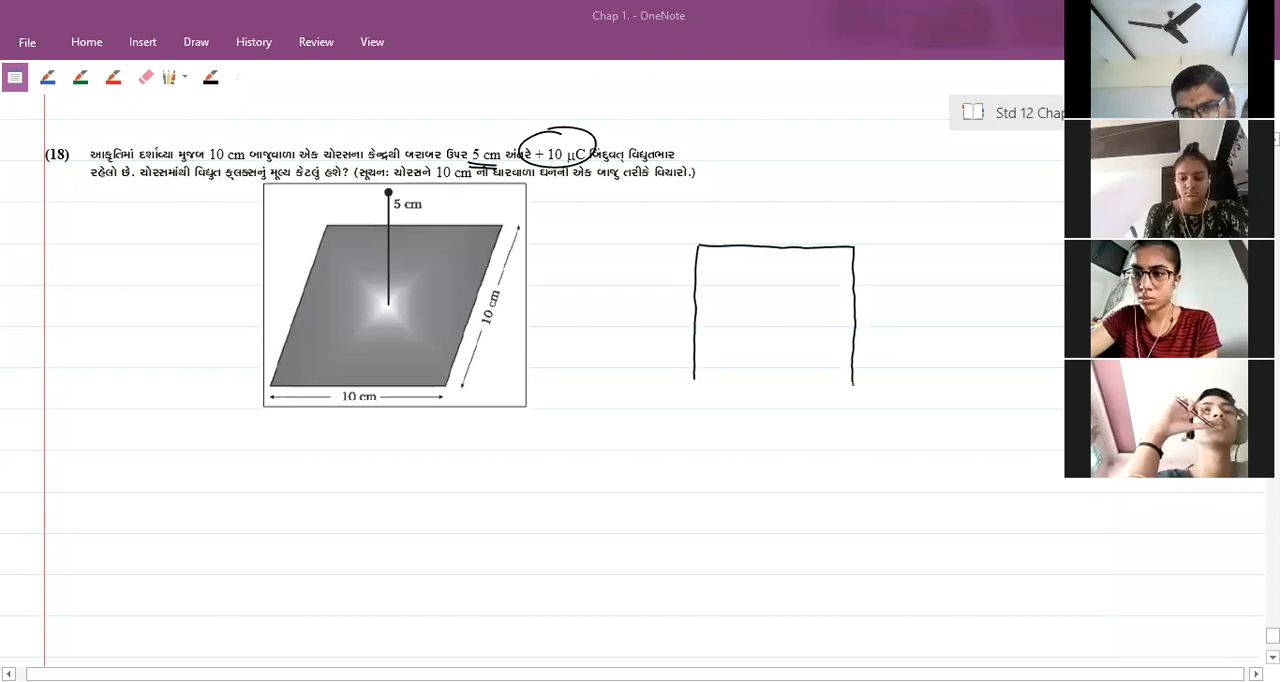 Chap 1. - OneNote
File Home Insert Draw History Review View
Std 12 Chap
(18) આકૃતિમાં દર્શાવ્યા મુજબ 10 cm બાજુવાળા એક ચોરસના કેન્દ્રથી બરાબર ઉપર 5 cm અંતરે + 10 μC બિંદુવત્ વિદ્યુતભાર
રહેલો છે. ચોરસમાંથી વિદ્યુત ફ્લક્સનું મૂલ્ય કેટલું હશે? (સૂચન: ચોરસને 10 cm ની ધારવાળા ઘનની એક બાજુ તરીકે વિચારો.)
5 cm
10 cm
10 cm